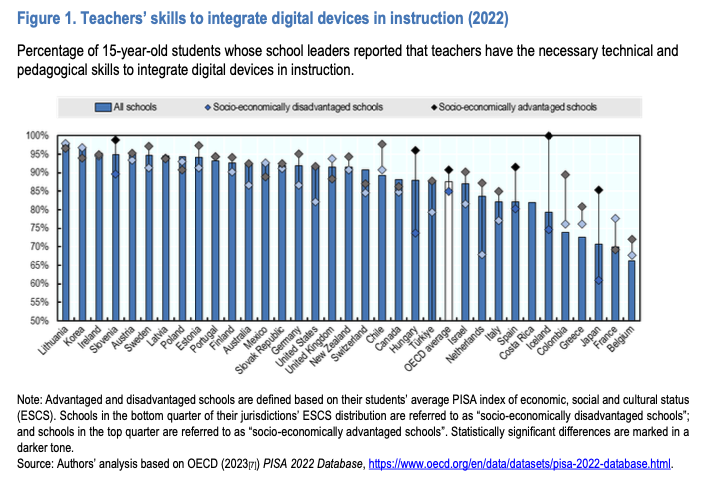 Figure 1. Teachers' skills to integrate digital devices in instruction (2022)
Percentage of 15-year-old students whose school leaders reported that teachers have the necessary technical and
pedagogical skills to integrate digital devices in instruction.
All schools
Socio-economically disadvantaged schools
Socio-economically advantaged schools
100%
95%
90%
85%
80%
75%
70%
65%
60%
55%
50%
Lithuania
Korea
Ireland
Slovenia
Austria
Sweden
Latvia
Poland
Estonia
Portugal
Finland
Australia
Mexico
Slovak Republic
Germany
United States
United Kingdom
New Zealand
Switzerland
Chile
Canada
Hungary
Türkiye
OECD average
Israel
Netherlands
Italy
Spain
Costa Rica
Iceland
Colombia
Greece
Japan
France
Belgium
Note: Advantaged and disadvantaged schools are defined based on their students' average PISA index of economic, social and cultural status
(ESCS). Schools in the bottom quarter of their jurisdictions' ESCS distribution are referred to as “socio-economically disadvantaged schools”;
and schools in the top quarter are referred to as “socio-economically advantaged schools”. Statistically significant differences are marked in a
darker tone.
Source: Authors' analysis based on OECD (2023[7]) PISA 2022 Database, https://www.oecd.org/en/data/datasets/pisa-2022-database.html.